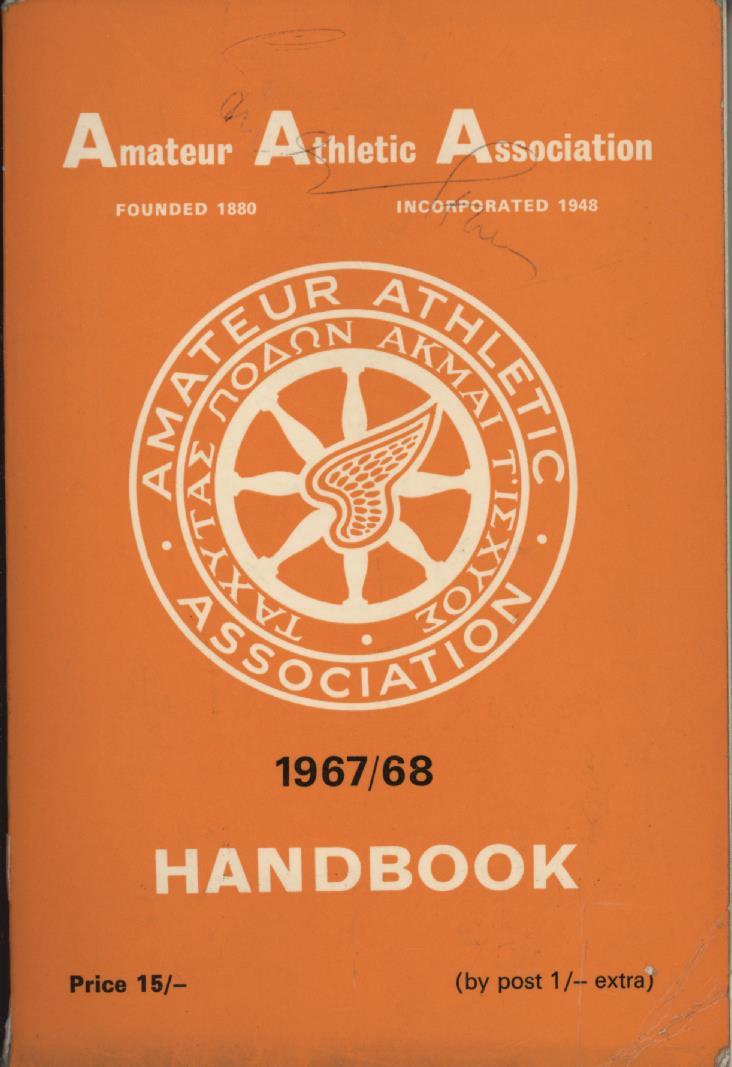 Amateur Athletic Association
FOUNDED 1880 INCORPORATED 1948
AMATEUR ATHLETIC
· ASSOCIATION ·
ΤΑΧΥΤΑΣ ΠΟΔΩΝ ΑΚΜΑΙ Τ'ΙΣΧΥΟΣ
1967/68
HANDBOOK
Price 15/–
(by post 1/-- extra)